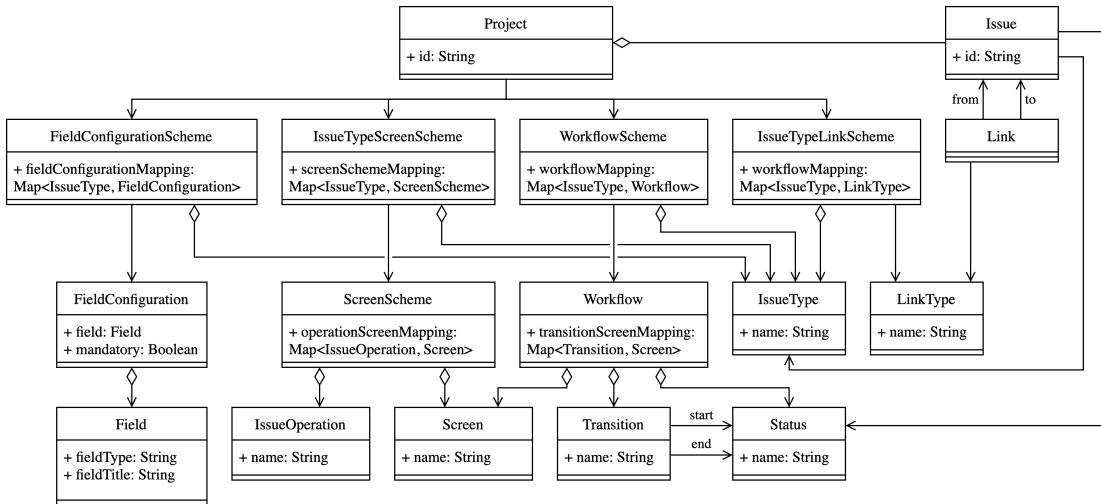 Project
+ id: String
Issue
+ id: String
from
to
FieldConfigurationScheme
+ fieldConfigurationMapping:
Map<IssueType, FieldConfiguration>
IssueTypeScreenScheme
+ screenSchemeMapping:
Map<IssueType, ScreenScheme>
WorkflowScheme
+ workflowMapping:
Map<IssueType, Workflow>
IssueTypeLinkScheme
+ workflowMapping:
Map<IssueType, LinkType>
Link
FieldConfiguration
+ field: Field
+ mandatory: Boolean
ScreenScheme
+ operationScreenMapping:
Map<IssueOperation, Screen>
Workflow
+ transitionScreenMapping:
Map<Transition, Screen>
IssueType
+ name: String
LinkType
+ name: String
Field
+ fieldType: String
+ fieldTitle: String
IssueOperation
+ name: String
Screen
+ name: String
Transition
+ name: String
start
end
Status
+ name: String